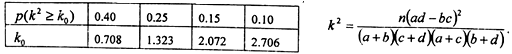 p(k² ≥ k₀) 0.40 0.25 0.15 0.10
k₀ 0.708 1.323 2.072 2.706
k² = n(ad − bc)² / (a + b)(c + d)(a + c)(b + d)